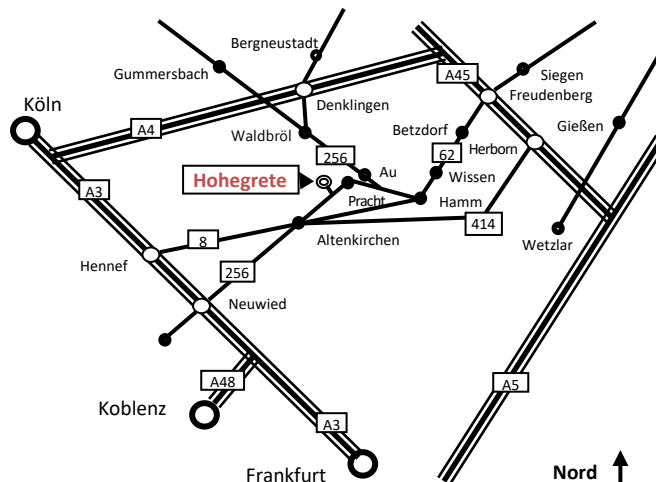 Bergneustadt
Gummersbach
A45
Siegen
Köln
Denklingen
Freudenberg
Gießen
A4
Waldbröl
Betzdorf
Herborn
256
62
Au
Hohegrete
Wissen
A3
Pracht
Hamm
414
Altenkirchen
Wetzlar
8
Hennef
256
Neuwied
A48
A5
Koblenz
A3
Frankfurt
Nord